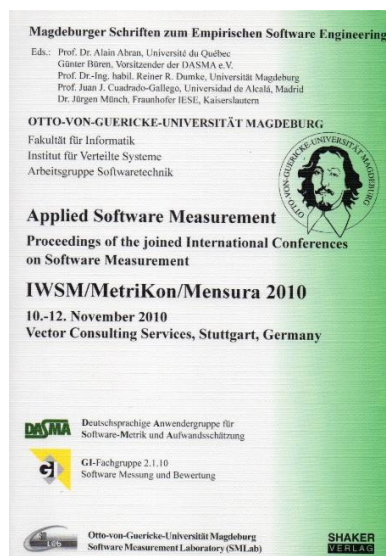 Magdeburger Schriften zum Empirischen Software Engineering
Eds.: Prof. Dr. Alain Abran, Université du Québec
Günter Büren, Vorsitzender der DASMA e.V.
Prof. Dr.-Ing. habil. Reiner R. Dumke, Universität Magdeburg
Prof. Juan J. Cuadrado-Gallego, Universidad de Alcalá, Madrid
Dr. Jürgen Münch, Fraunhofer IESE, Kaiserslautern
OTTO-VON-GUERICKE-UNIVERSITÄT MAGDEBURG
Fakultät für Informatik
Institut für Verteilte Systeme
Arbeitsgruppe Softwaretechnik
OTTO-VON-GUERICKE-UNIVERSITÄT MAGDEBURG
Applied Software Measurement
Proceedings of the joined International Conferences
on Software Measurement
IWSM/MetriKon/Mensura 2010
10.-12. November 2010
Vector Consulting Services, Stuttgart, Germany
DASMA
Deutschsprachige Anwendergruppe für
Software-Metrik und Aufwandsschätzung
GI
GI-Fachgruppe 2.1.10
Software Messung und Bewertung
Lab
Otto-von-Guericke-Universität Magdeburg
Software Measurement Laboratory (SMLab)
SHAKER
VERLAG